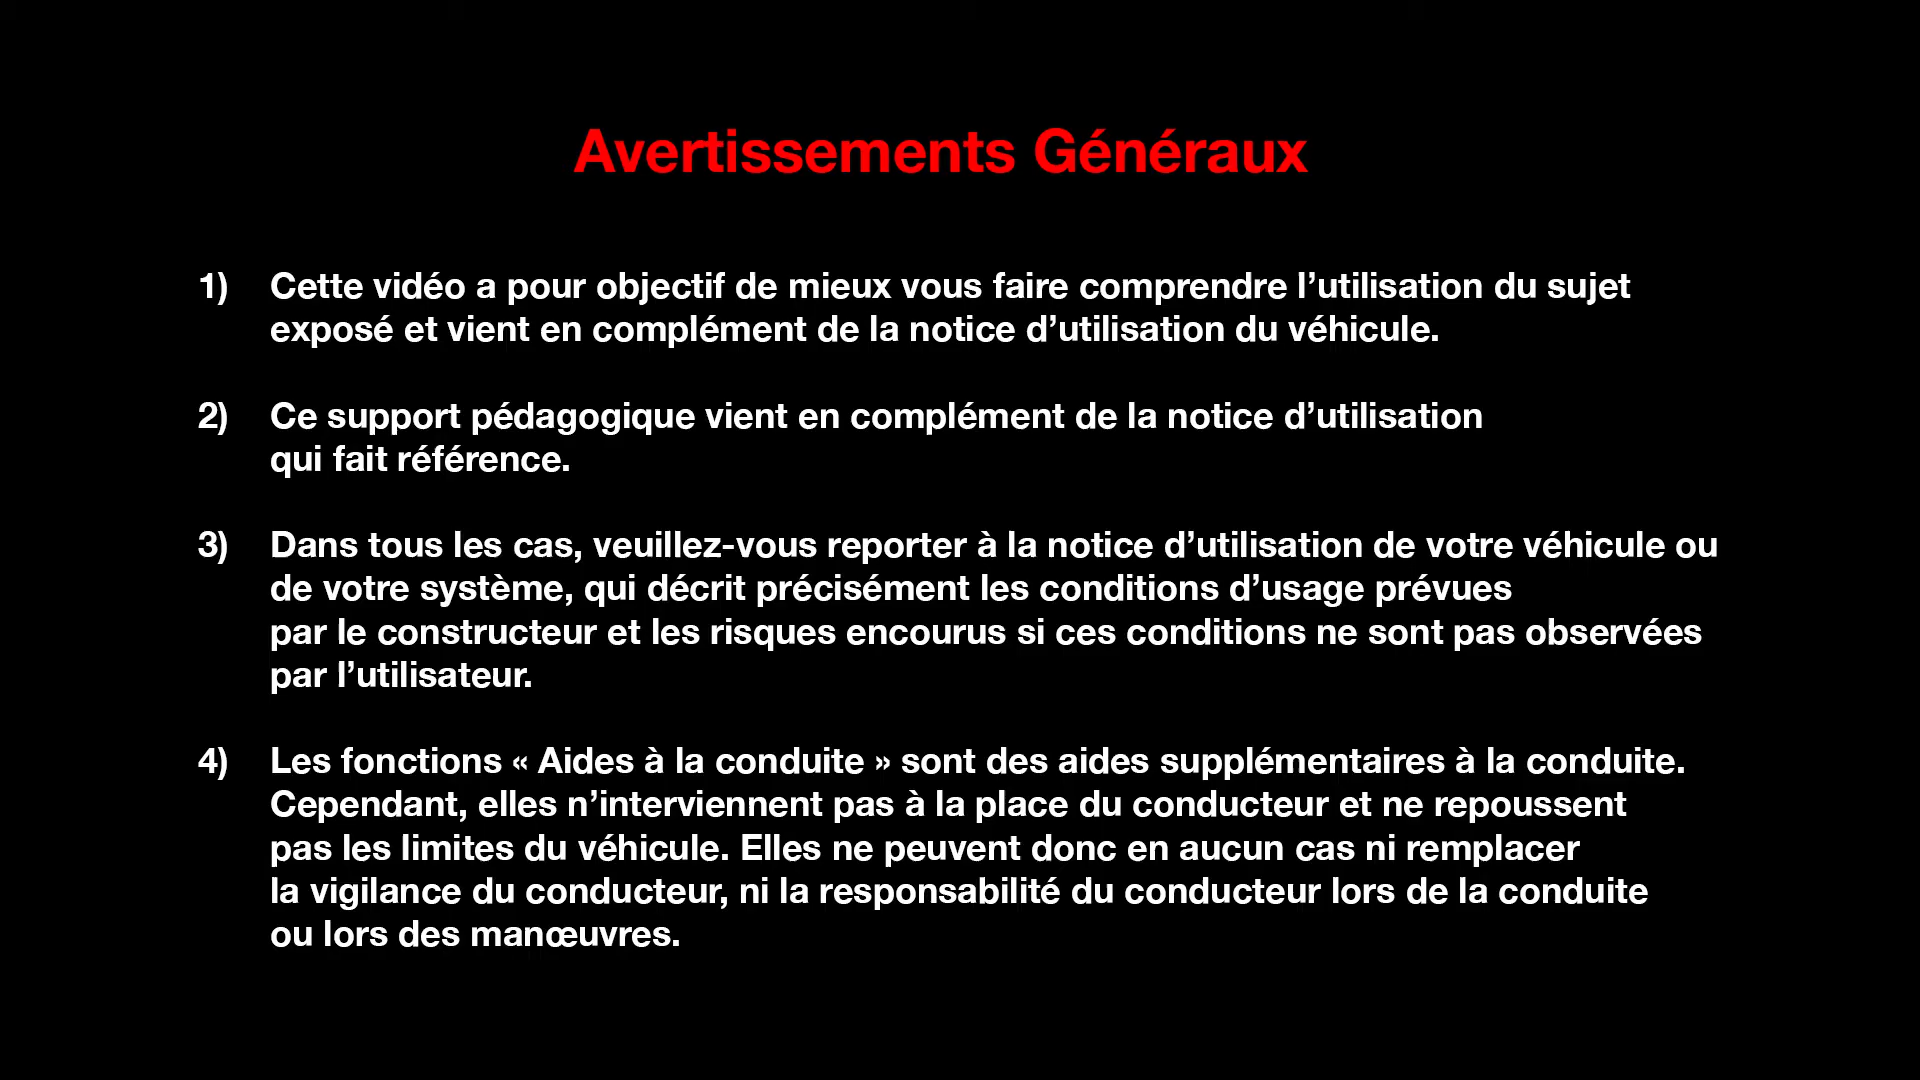 Avertissements Généraux
1) Cette vidéo a pour objectif de mieux vous faire comprendre l’utilisation du sujet
exposé et vient en complément de la notice d’utilisation du véhicule.
2) Ce support pédagogique vient en complément de la notice d’utilisation
qui fait référence.
3) Dans tous les cas, veuillez-vous reporter à la notice d’utilisation de votre véhicule ou
de votre système, qui décrit précisément les conditions d’usage prévues
par le constructeur et les risques encourus si ces conditions ne sont pas observées
par l’utilisateur.
4) Les fonctions « Aides à la conduite » sont des aides supplémentaires à la conduite.
Cependant, elles n’interviennent pas à la place du conducteur et ne repoussent
pas les limites du véhicule. Elles ne peuvent donc en aucun cas ni remplacer
la vigilance du conducteur, ni la responsabilité du conducteur lors de la conduite
ou lors des manœuvres.